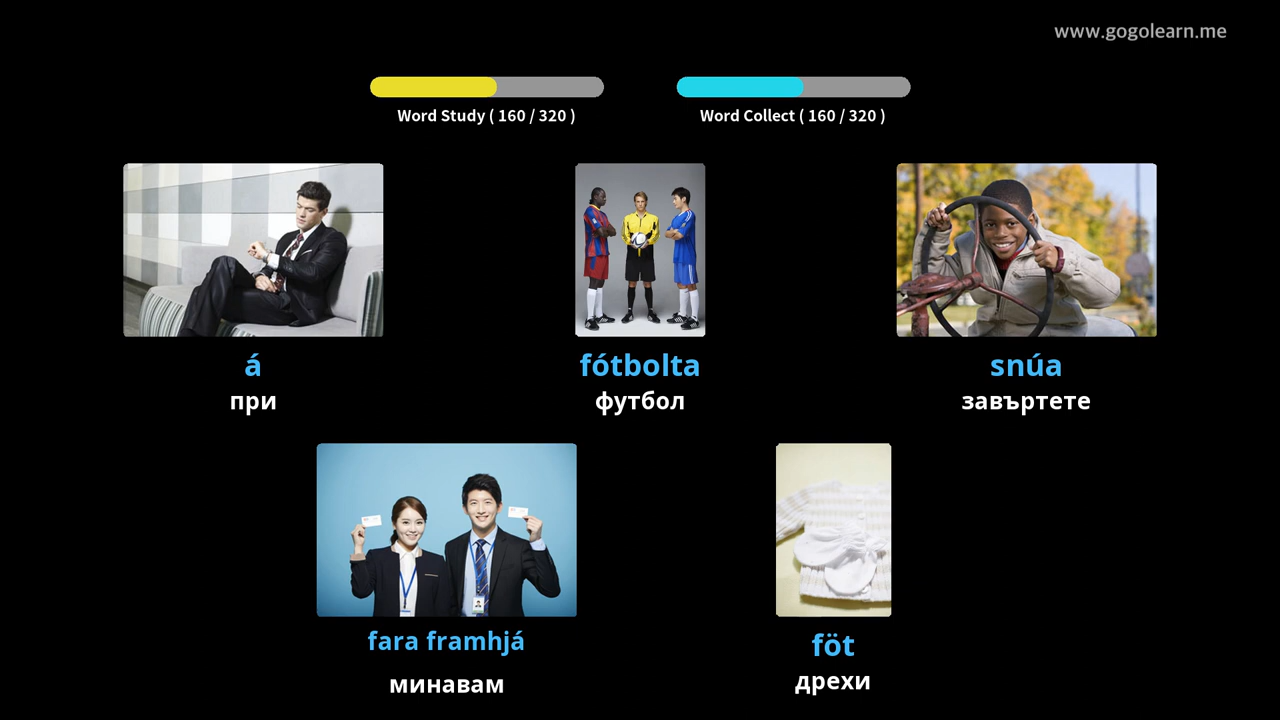 www.gogolearn.me
Word Study ( 160 / 320 )
Word Collect ( 160 / 320 )
á
при
fótbolta
футбол
snúa
завъртете
fara framhjá
минавам
föt
дрехи